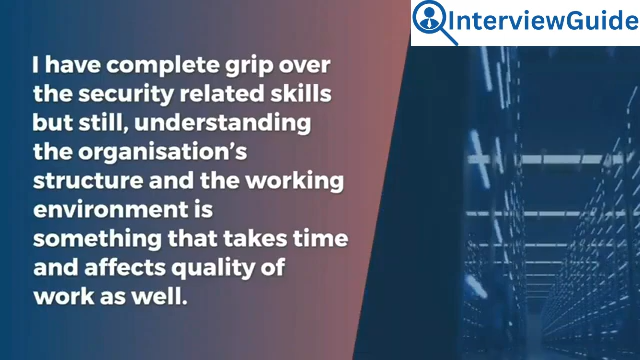 InterviewGuide
I have complete grip over
the security related skills
but still, understanding
the organisation's
structure and the working
environment is
something that takes time
and affects quality of
work as well.